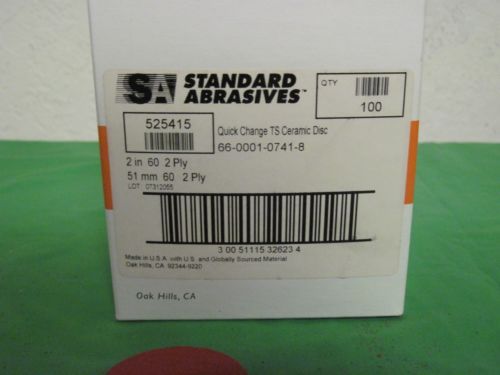 SA STANDARD ABRASIVES™
QTY
100
525415
Quick Change TS Ceramic Disc
66-0001-0741-8
2 in 60 2 Ply
51 mm 60 2 Ply
LOT 07312055
3 00 51115 32623 4
Made in U.S.A. with U.S. and Globally Sourced Material
Oak Hills, CA 92344-9220
Oak Hills, CA